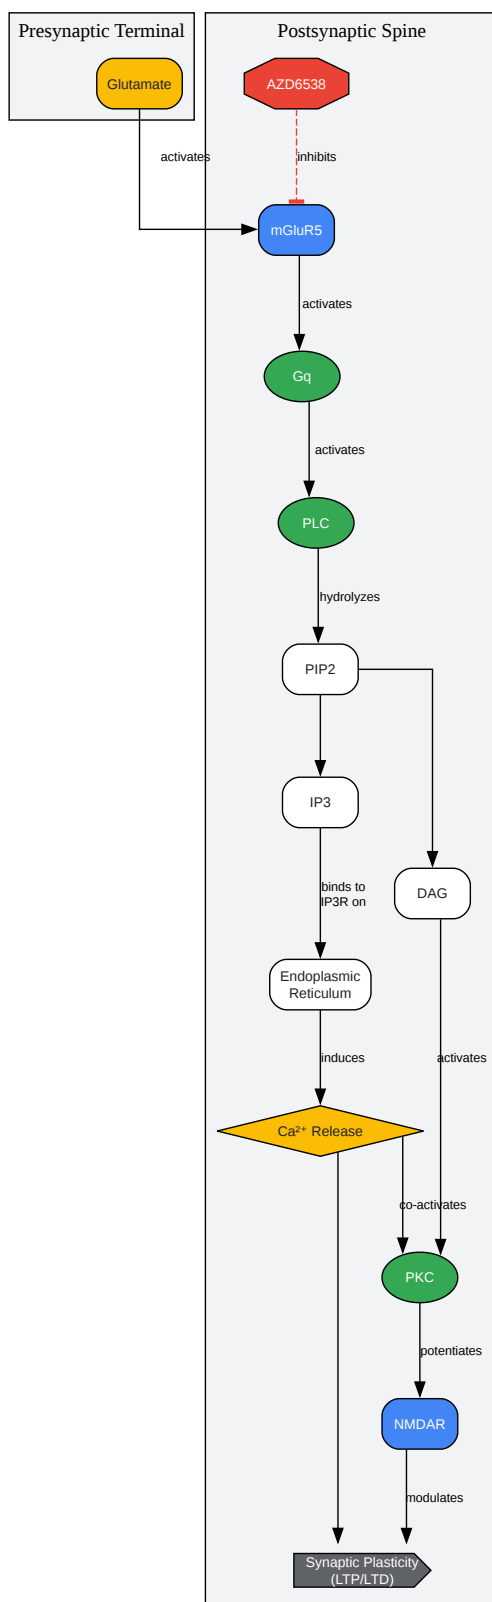 Presynaptic Terminal
Postsynaptic Spine
Glutamate
AZD6538
activates
inhibits
mGluR5
activates
Gq
activates
PLC
hydrolyzes
PIP2
IP3
binds to
IP3R on
DAG
Endoplasmic
Reticulum
induces
activates
Ca²⁺ Release
co-activates
PKC
potentiates
NMDAR
modulates
Synaptic Plasticity
(LTP/LTD)